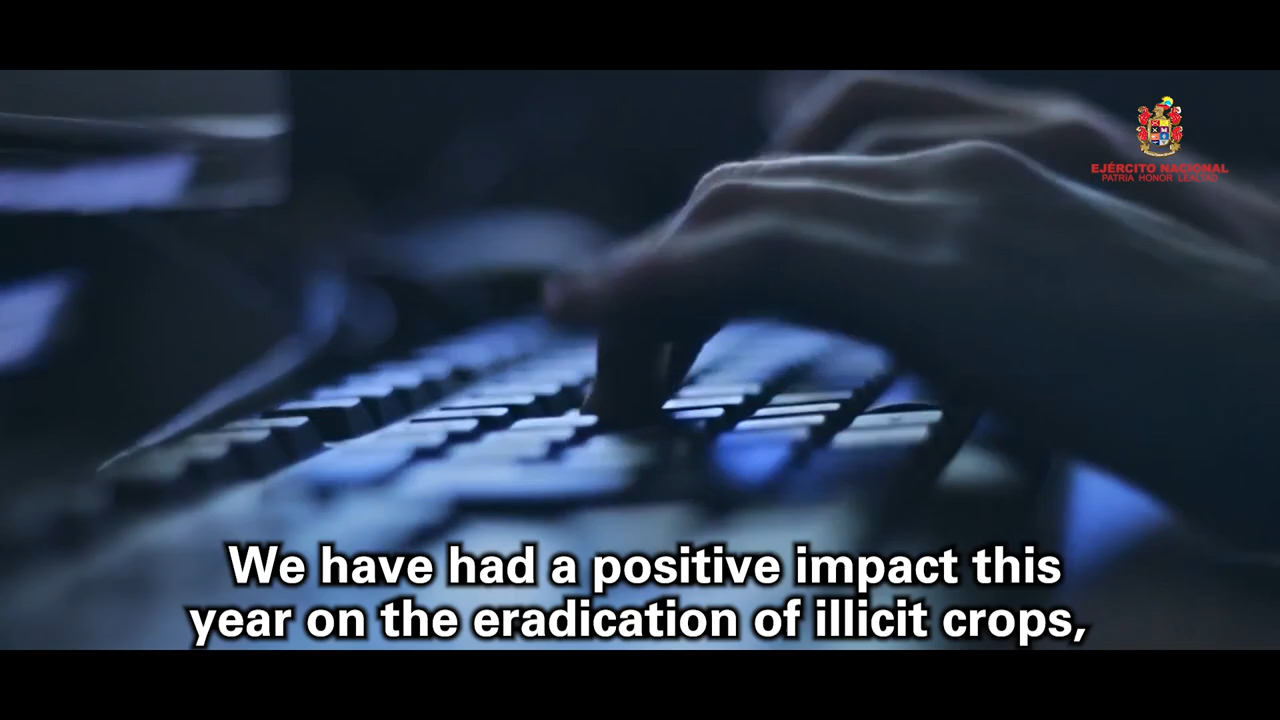 EJÉRCITO NACIONAL
PATRIA HONOR LEALTAD
We have had a positive impact this
year on the eradication of illicit crops,